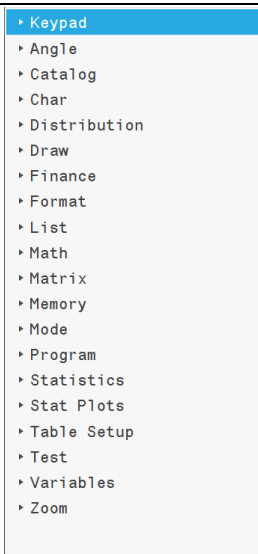 Keypad
Angle
Catalog
Char
Distribution
Draw
Finance
Format
List
Math
Matrix
Memory
Mode
Program
Statistics
Stat Plots
Table Setup
Test
Variables
Zoom